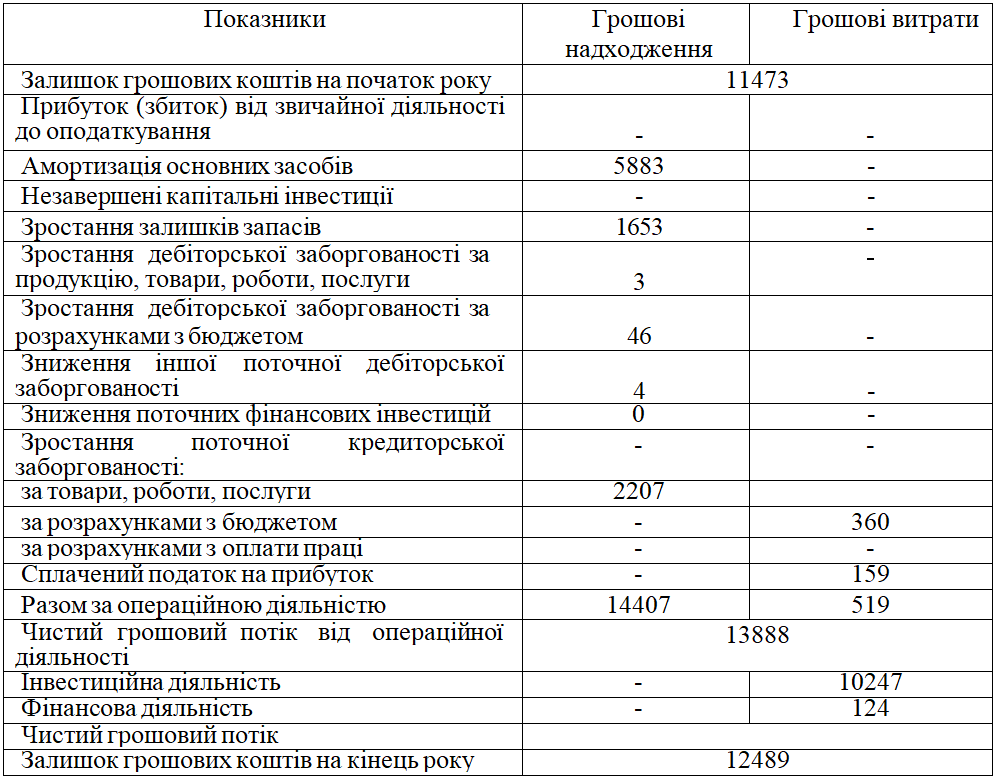 Показники Грошові надходження Грошові витрати
Залишок грошових коштів на початок року 11473
Прибуток (збиток) від звичайної діяльності
до оподаткування - -
Амортизація основних засобів 5883 -
Незавершені капітальні інвестиції - -
Зростання залишків запасів 1653 -
Зростання дебіторської заборгованості за -
продукцію, товари, роботи, послуги 3
Зростання дебіторської заборгованості за
розрахунками з бюджетом 46 -
Зниження іншої поточної дебіторської
заборгованості 4 -
Зниження поточних фінансових інвестицій 0 -
Зростання поточної кредиторської - -
заборгованості:
за товари, роботи, послуги 2207
за розрахунками з бюджетом - 360
за розрахунками з оплати праці - -
Сплачений податок на прибуток - 159
Разом за операційною діяльністю 14407 519
Чистий грошовий потік від операційної 13888
діяльності
Інвестиційна діяльність - 10247
Фінансова діяльність - 124
Чистий грошовий потік
Залишок грошових коштів на кінець року 12489